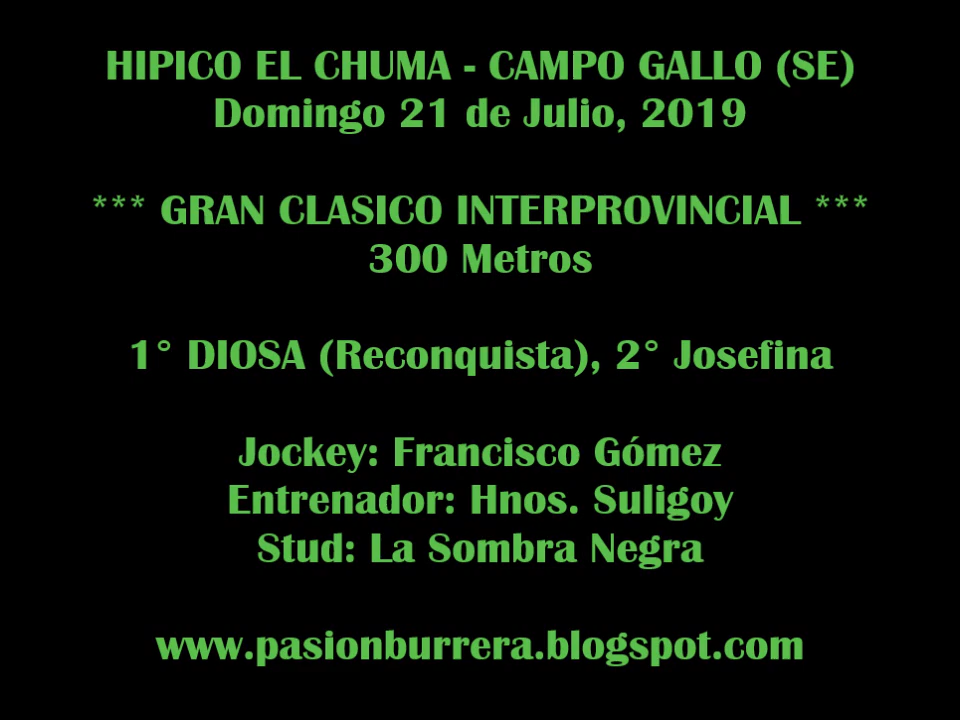 HIPICO EL CHUMA - CAMPO GALLO (SE)
Domingo 21 de Julio, 2019
*** GRAN CLASICO INTERPROVINCIAL ***
300 Metros
1° DIOSA (Reconquista), 2° Josefina
Jockey: Francisco Gómez
Entrenador: Hnos. Suligoy
Stud: La Sombra Negra
www.pasionburrera.blogspot.com